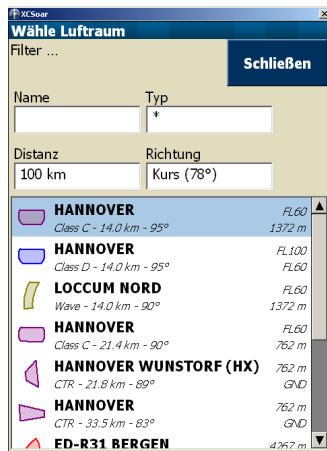 XCSoar
Wähle Luftraum
Filter ...
Schließen
Name Typ
*
Distanz Richtung
100 km Kurs (78°)
HANNOVER FL60
Class C - 14.0 km - 95° 1372 m
HANNOVER FL100
Class D - 14.0 km - 95° FL60
LOCCUM NORD FL60
Wave - 14.0 km - 90° 1372 m
HANNOVER FL60
Class C - 21.4 km - 90° 762 m
HANNOVER WUNSTORF (HX) 762 m
CTR - 21.8 km - 89° GND
HANNOVER 762 m
CTR - 33.5 km - 83° GND
ED-R31 BERGEN 4267 m